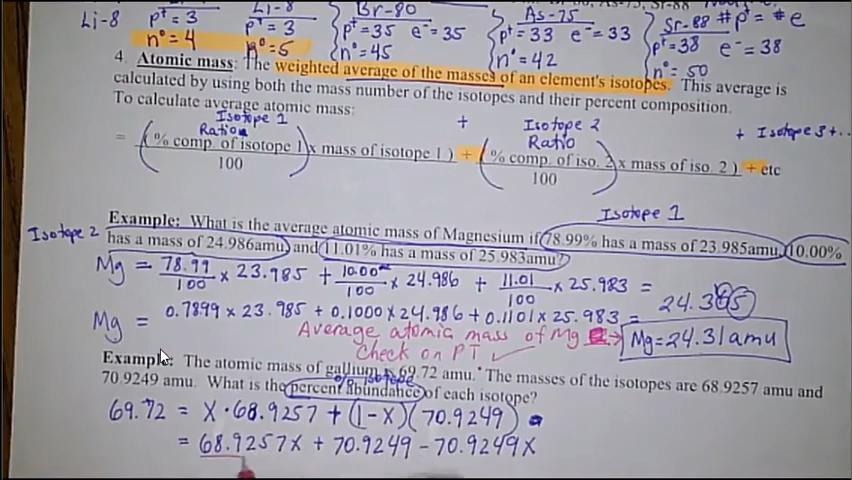 Li-8 p⁺ = 3 Li-8 p⁺ = 3 Br-80 p⁺ = 35 e⁻ = 35 As-75 p⁺ = 33 e⁻ = 33 Sr-88 #p⁺ = #e
p⁺ = 38 e⁻ = 38
n° = 4 n° = 5 n° = 45 n° = 42 n° = 50
4. Atomic mass: The weighted average of the masses of an element's isotopes. This average is
calculated by using both the mass number of the isotopes and their percent composition.
To calculate average atomic mass:
Isotope 1 + Isotope 2 + Isotope 3 + ..
Ratio Ratio
= (% comp. of isotope 1) x mass of isotope 1 ) + (% comp. of iso. 2 x mass of iso. 2 ) + etc
100 100
Isotope 1
Example: What is the average atomic mass of Magnesium if 78.99% has a mass of 23.985amu, 10.00%
Isotope 2 has a mass of 24.986amu and 11.01% has a mass of 25.983amu?
Mg = 78.99/100 x 23.985 + 10.00/100 x 24.986 + 11.01/100 x 25.983 =
24.305
Mg = 0.7899 x 23.985 + 0.1000 x 24.986 + 0.1101 x 25.983 =
Average atomic mass of Mg → Mg = 24.31 amu
Check on PT ✓
Example: The atomic mass of gallium is 69.72 amu. The masses of the isotopes are 68.9257 amu and
70.9249 amu. What is the percent abundance of each isotope?
% isotope
69.72 = X · 68.9257 + (1-X)(70.9249)
= 68.9257X + 70.9249 - 70.9249X